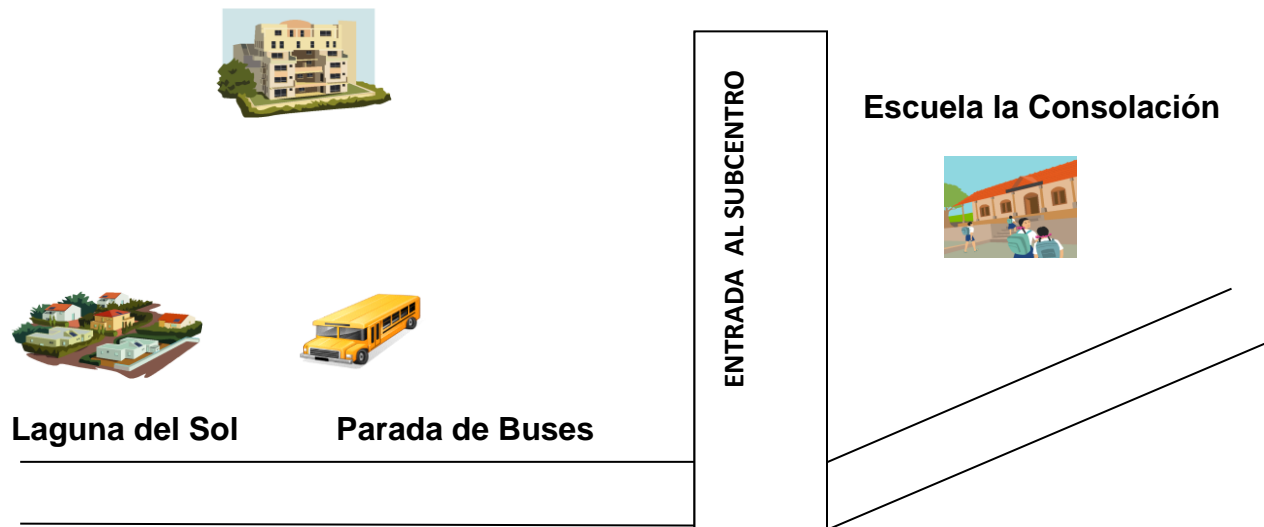 ENTRADA AL SUBCENTRO
Escuela la Consolación
Laguna del Sol
Parada de Buses